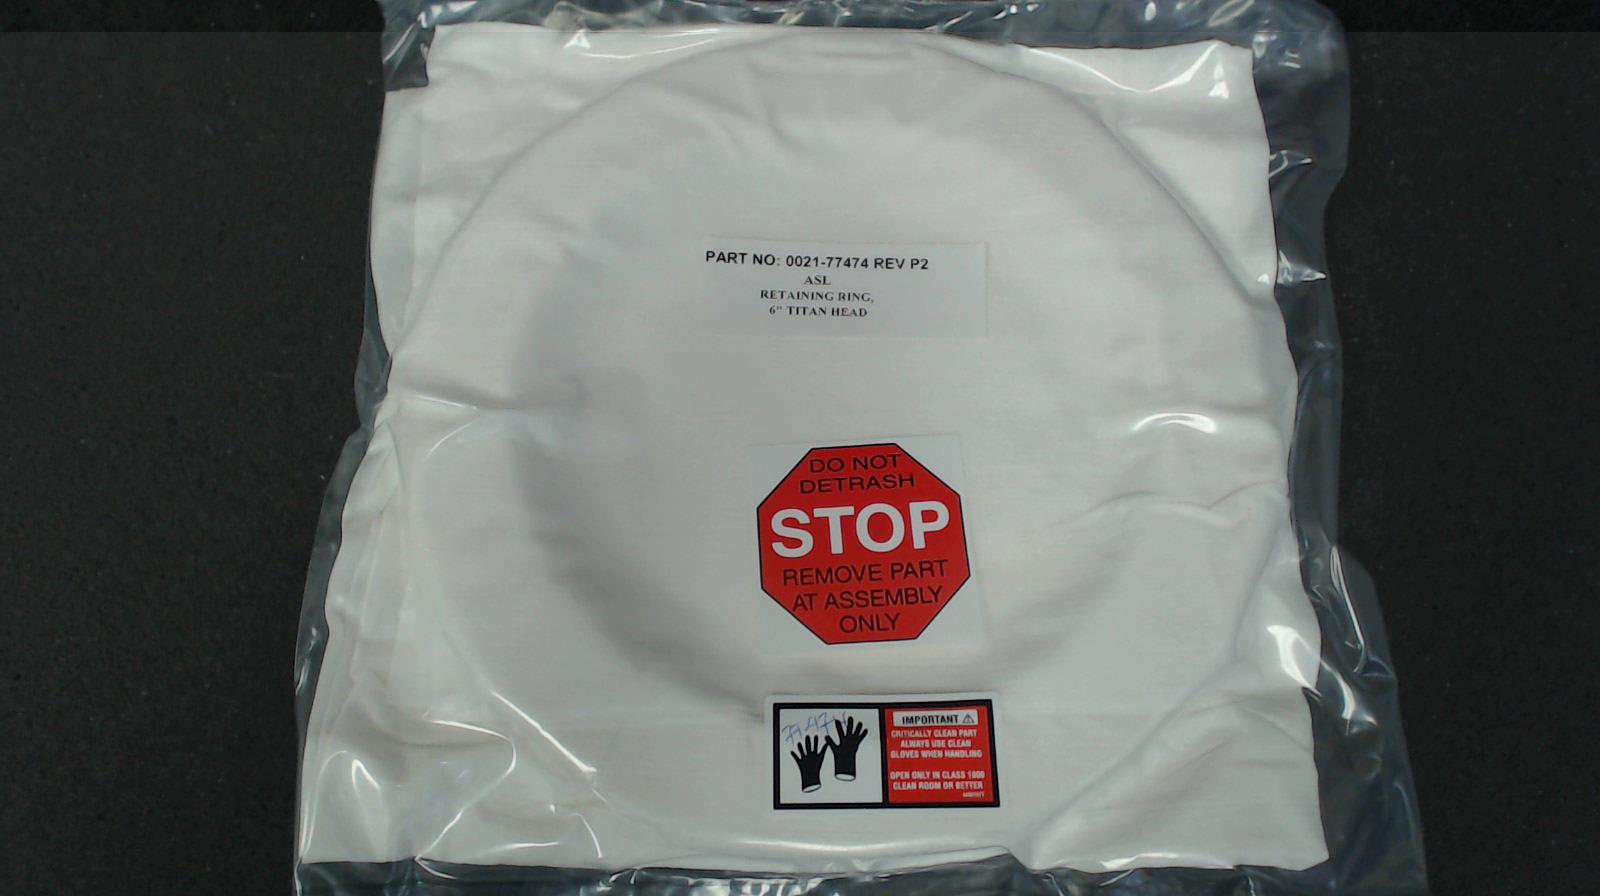 PART NO: 0021-77474 REV P2
ASL
RETAINING RING,
6" TITAN HEAD
DO NOT
DETRASH
STOP
REMOVE PART
AT ASSEMBLY
ONLY
77474
IMPORTANT
CRITICALLY CLEAN PART
ALWAYS USE CLEAN
GLOVES WHEN HANDLING
OPEN ONLY IN CLASS 1000
CLEAN ROOM OR BETTER